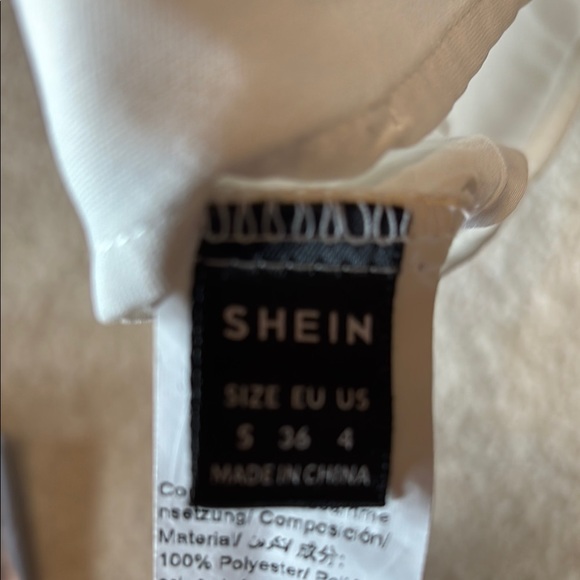 SHEIN
SIZE EU US
S 36 4
MADE IN CHINA
nsetzung/ Composición/
Material/ 成分:
100% Polyester/